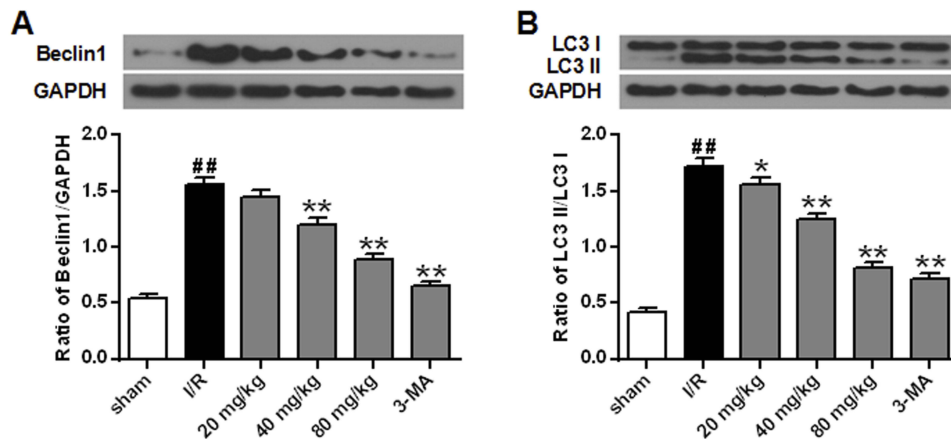 A
Beclin1
GAPDH
Ratio of Beclin1/GAPDH
2.0
1.5
1.0
0.5
0.0
##
**
**
**
sham
I/R
20 mg/kg
40 mg/kg
80 mg/kg
3-MA
B
LC3 I
LC3 II
GAPDH
Ratio of LC3 II/LC3 I
2.0
1.5
1.0
0.5
0.0
##
*
**
**
**
sham
I/R
20 mg/kg
40 mg/kg
80 mg/kg
3-MA